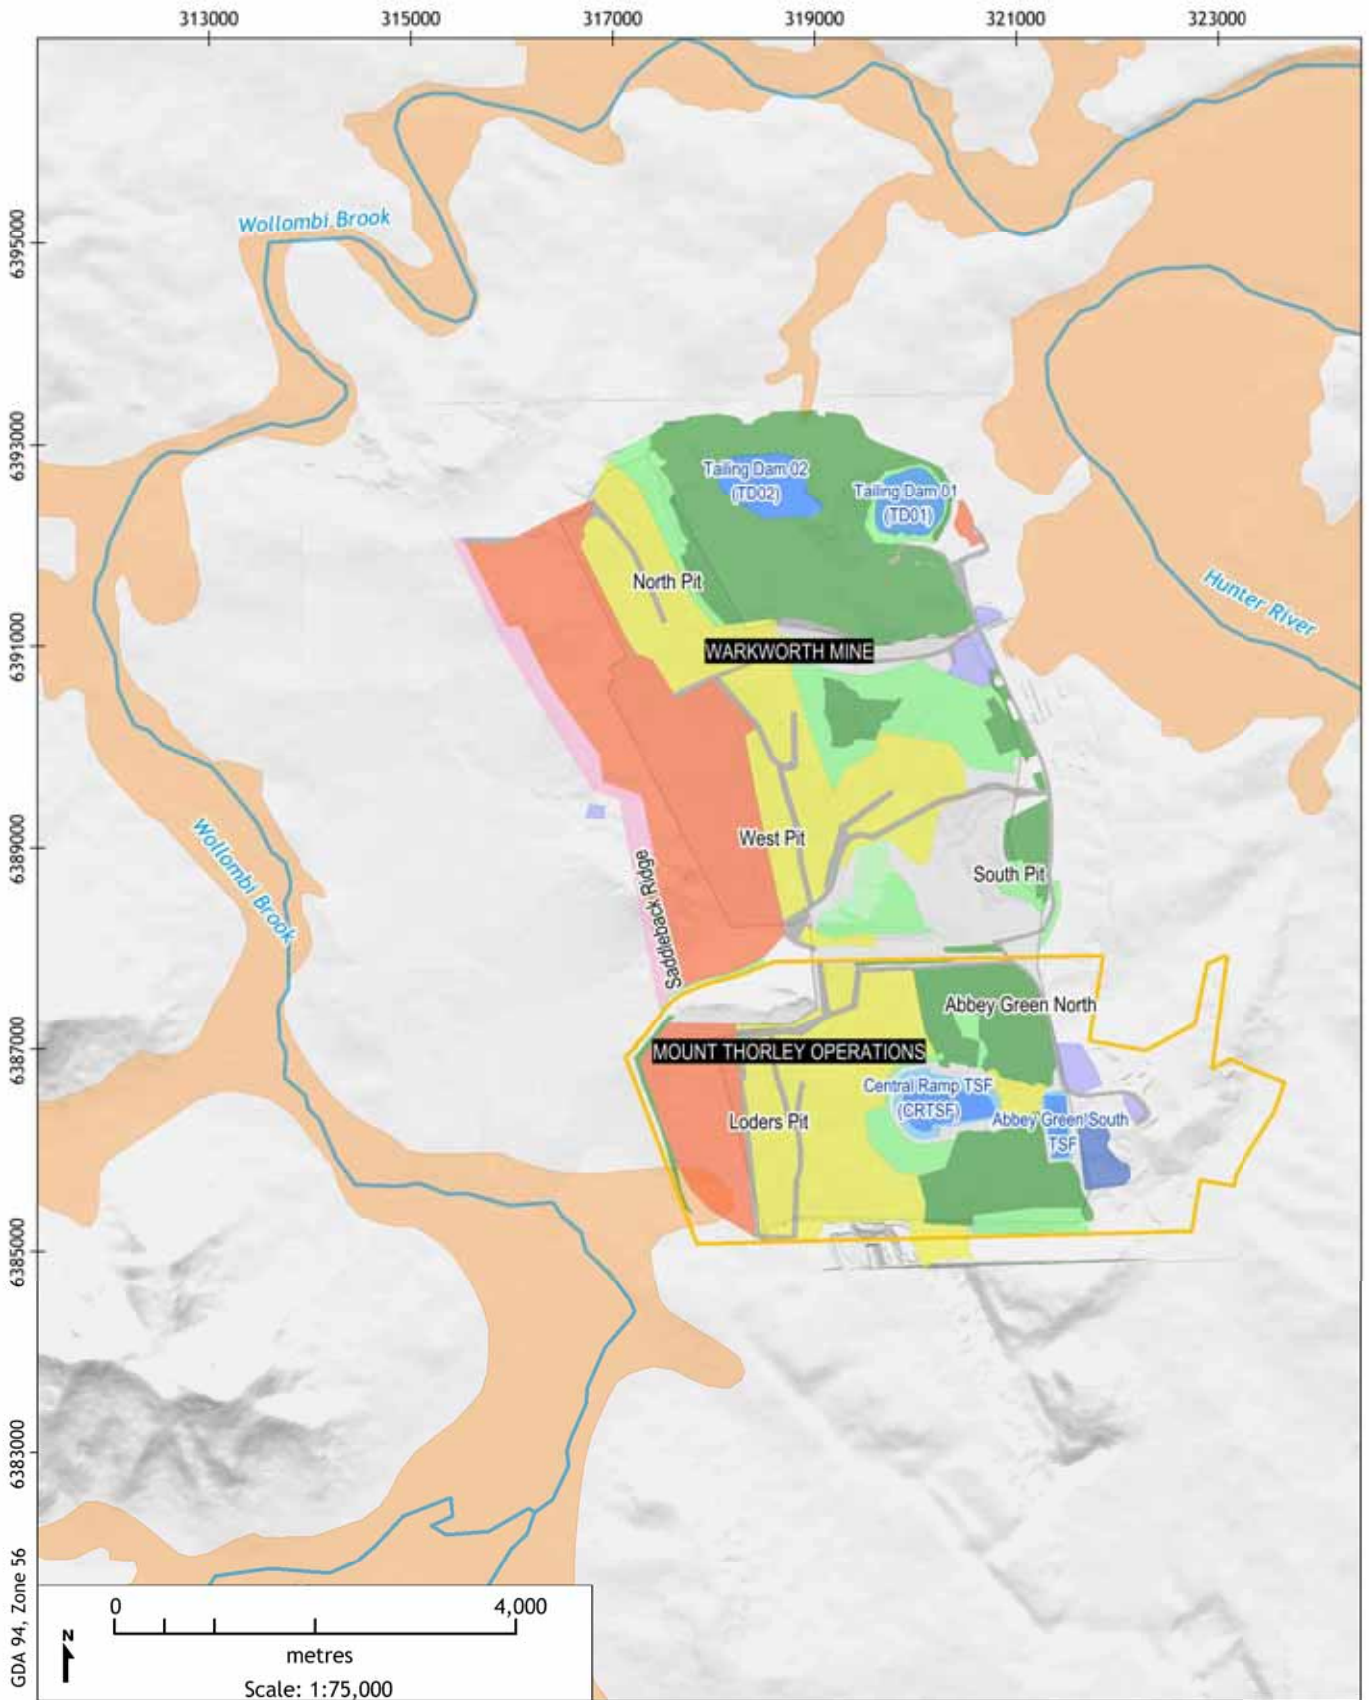 313000
315000
317000
319000
321000
323000
6395000
6393000
6391000
6389000
6387000
6385000
6383000
Wollombi Brook
Tailing Dam 02
(TD02)
Tailing Dam 01
(TD01)
North Pit
Hunter River
WARKWORTH MINE
West Pit
Wollombi Brook
Saddleback Ridge
South Pit
Abbey Green North
MOUNT THORLEY OPERATIONS
Central Ramp TSF
(CRTSF)
Loders Pit
Abbey Green South
TSF
GDA 94, Zone 56
0
4,000
N
metres
Scale: 1:75,000